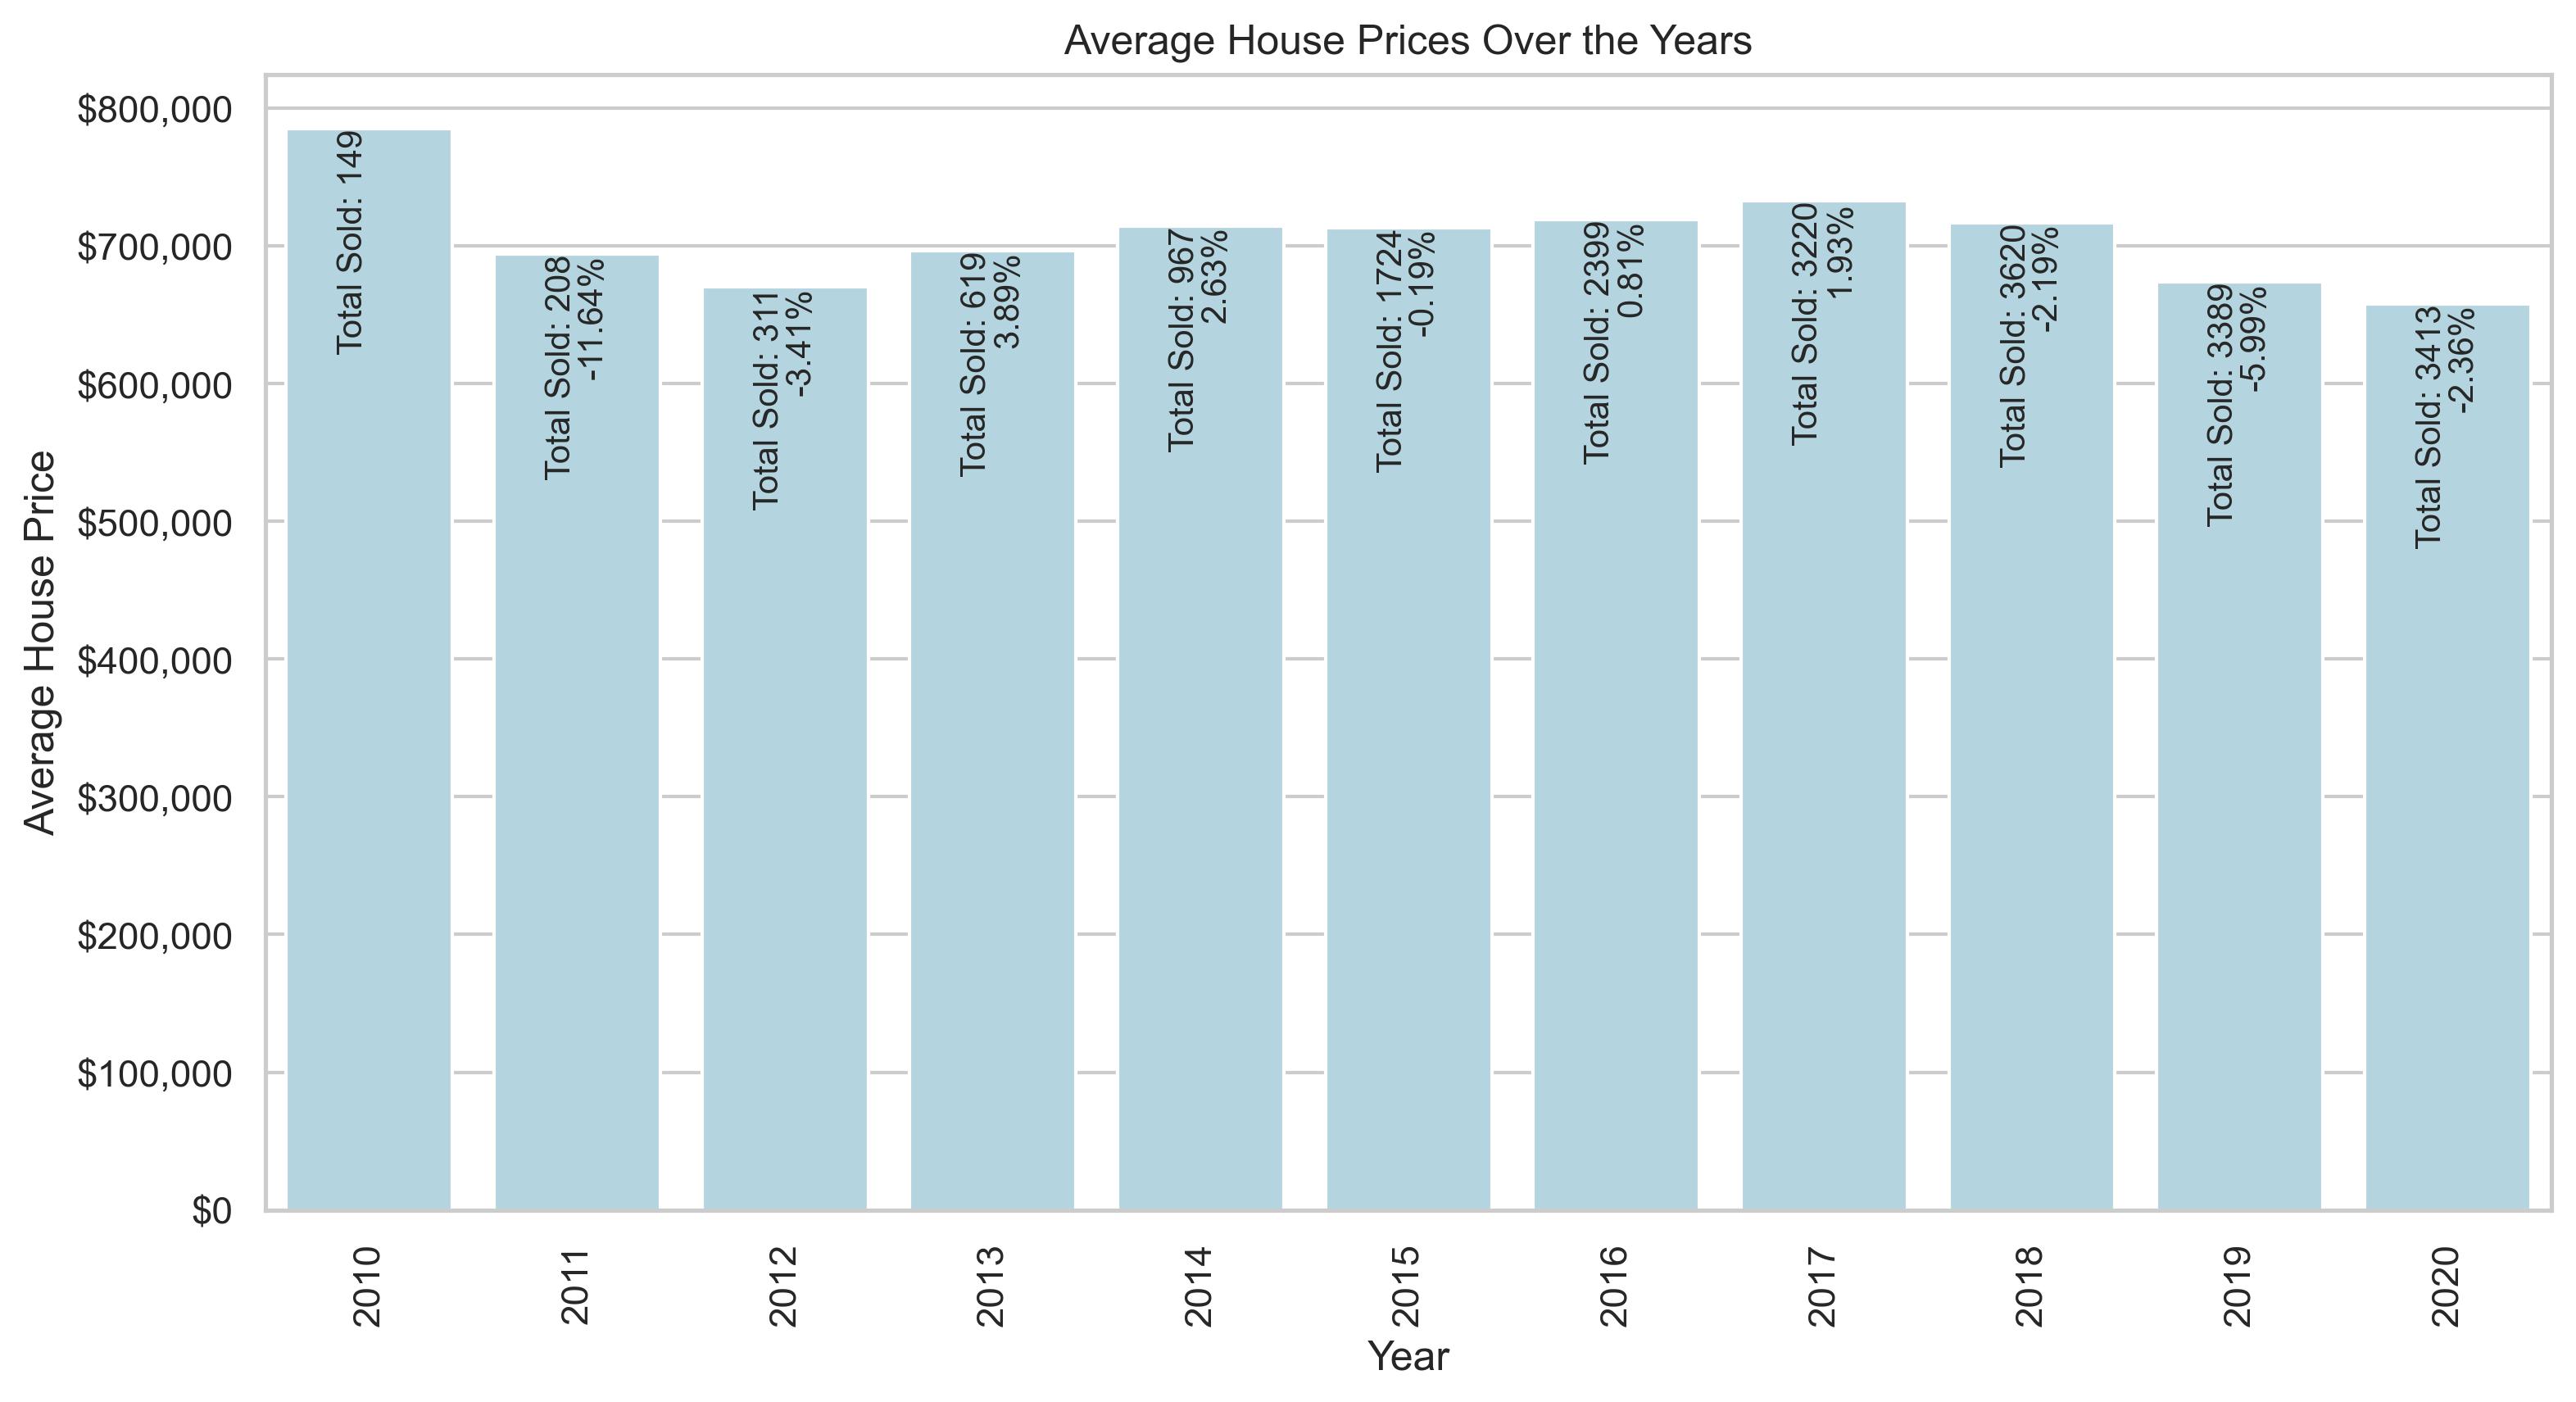 Average House Prices Over the Years
Average House Price
$800,000
$700,000
$600,000
$500,000
$400,000
$300,000
$200,000
$100,000
$0
Total Sold: 149
Total Sold: 208
-11.64%
Total Sold: 311
-3.41%
Total Sold: 619
3.89%
Total Sold: 967
2.63%
Total Sold: 1724
-0.19%
Total Sold: 2399
0.81%
Total Sold: 3220
1.93%
Total Sold: 3620
-2.19%
Total Sold: 3389
-5.99%
Total Sold: 3413
-2.36%
2010
2011
2012
2013
2014
2015
2016
2017
2018
2019
2020
Year